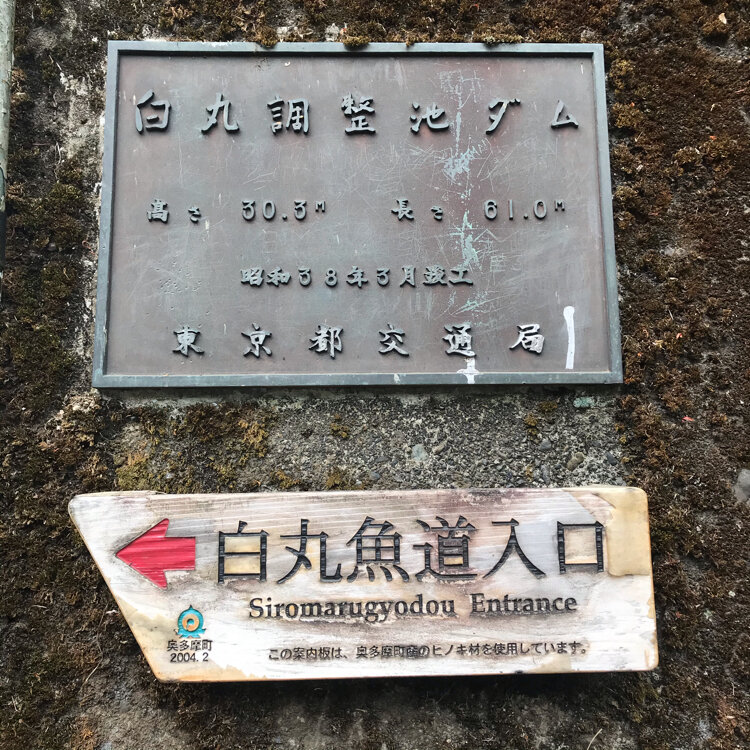 白丸調整池ダム
高さ 30.3M 長さ 61.0M
昭和38年3月竣工
東京都交通局
白丸魚道入口
Siromarugyodou Entrance
奥多摩町
2004.2
この案内板は、奥多摩町産のヒノキ材を使用しています。